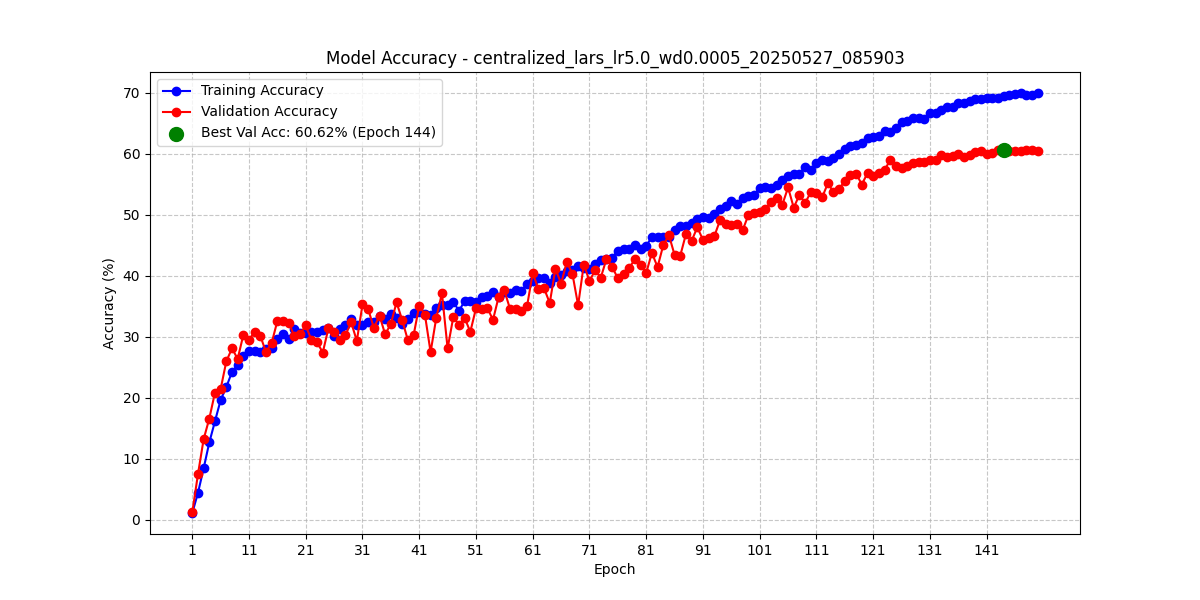 Model Accuracy - centralized_lars_lr5.0_wd0.0005_20250527_085903
Training Accuracy
Validation Accuracy
Best Val Acc: 60.62% (Epoch 144)
Accuracy (%)
70
60
50
40
30
20
10
0
1 11 21 31 41 51 61 71 81 91 101 111 121 131 141
Epoch